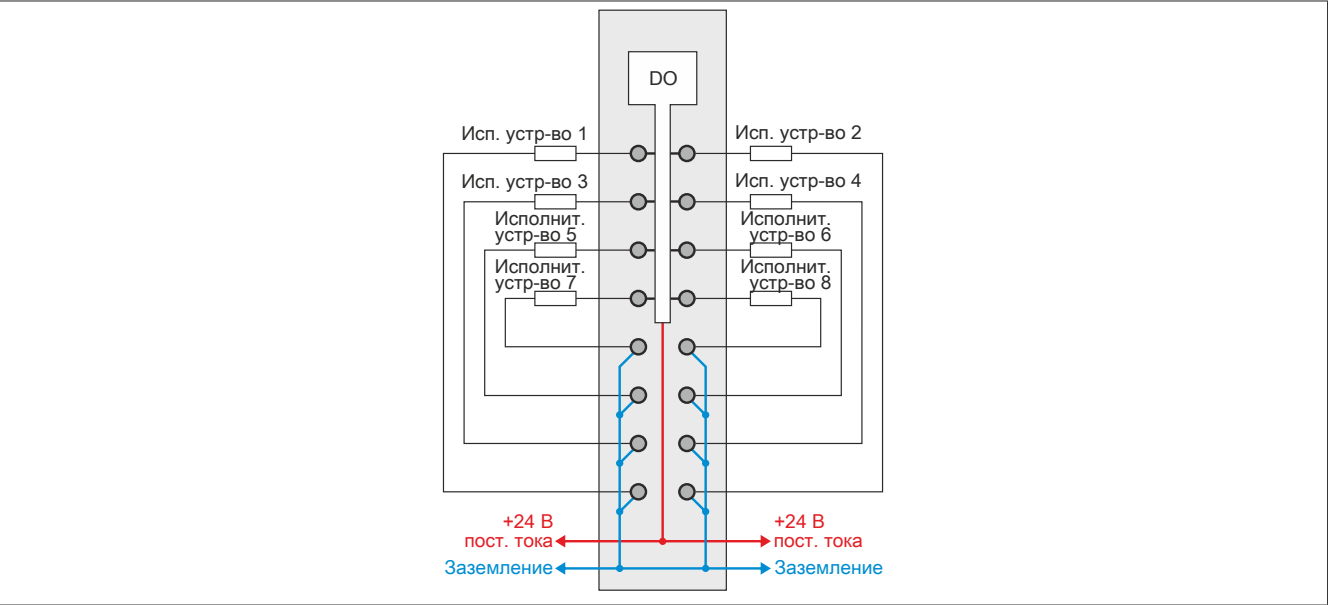 DO
Исп. устр-во 1
Исп. устр-во 2
Исп. устр-во 3
Исп. устр-во 4
Исполнит.
устр-во 5
Исполнит.
устр-во 6
Исполнит.
устр-во 7
Исполнит.
устр-во 8
+24 В
пост. тока
+24 В
пост. тока
Заземление
Заземление